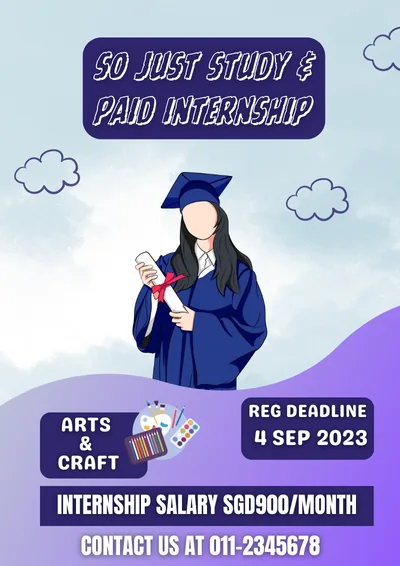 SO JUST STUDY &
PAID INTERNSHIP
ARTS
&
CRAFT
REG DEADLINE
4 SEP 2023
INTERNSHIP SALARY SGD900/MONTH
CONTACT US AT 011-2345678